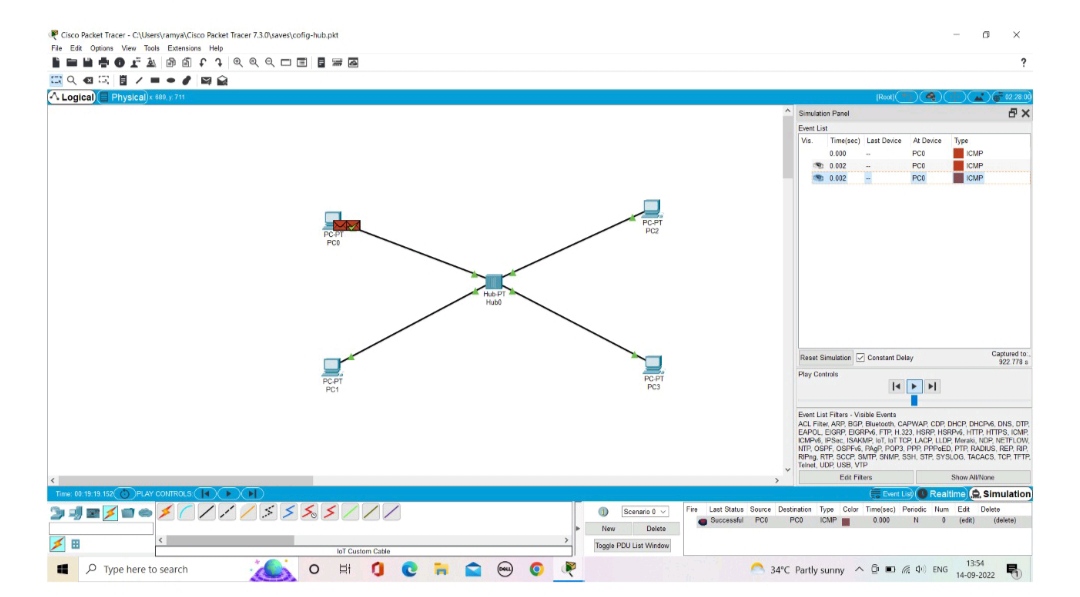 Cisco Packet Tracer - C:\Users\ramya\Cisco Packet Tracer 7.3.0\saves\cofig-hub.pkt
File Edit Options View Tools Extensions Help
?
Logical Physical x: 489, y: 711 [Root] 02:28:00
Simulation Panel
Event List
Vis. Time(sec) Last Device At Device Type
0.000 -- PC0 ICMP
0.002 -- PC0 ICMP
0.002 -- PC0 ICMP
PC-PT
PC0
PC-PT
PC2
Hub-PT
Hub0
PC-PT
PC1
PC-PT
PC3
Reset Simulation Constant Delay Captured to:..
922.778 s
Play Controls
Event List Filters - Visible Events
ACL Filter, ARP, BGP, Bluetooth, CAPWAP, CDP, DHCP, DHCPv6, DNS, DTP,
EAPOL, EIGRP, EIGRPv6, FTP, H.323, HSRP, HSRPv6, HTTP, HTTPS, ICMP,
ICMPv6, IPSec, ISAKMP, IoT, IoT TCP, LACP, LLDP, Meraki, NDP, NETFLOW,
NTP, OSPF, OSPFv6, PAgP, POP3, PPP, PPPoED, PTP, RADIUS, REP, RIP,
RIPng, RTP, SCCP, SMTP, SNMP, SSH, STP, SYSLOG, TACACS, TCP, TFTP,
Telnet, UDP, USB, VTP
Edit Filters Show All/None
Time: 00:19:19.152 PLAY CONTROLS: Event List Realtime Simulation
Scenario 0
New Delete
Toggle PDU List Window
Fire Last Status Source Destination Type Color Time(sec) Periodic Num Edit Delete
Successful PC0 PC0 ICMP 0.000 N 0 (edit) (delete)
IoT Custom Cable
Type here to search DELL 34°C Partly sunny ENG 13:54
14-09-2022 1